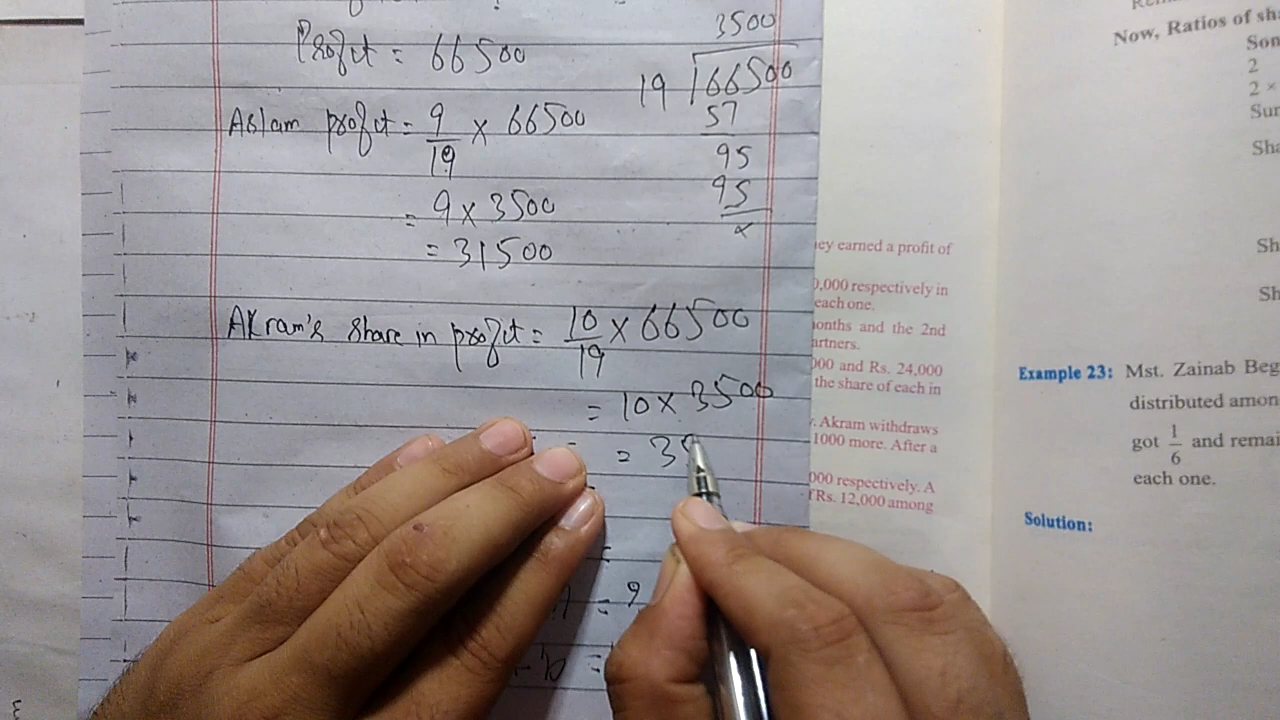 Profit = 66500
3500
19 66500
57
95
95
x
Aslam profit = 9/19 x 66500
= 9 x 3500
= 31500
Akram's share in profit = 10/19 x 66500
= 10 x 3500
= 35
= 9
ey earned a profit of
0,000 respectively in
each one.
onths and the 2nd
artners.
000 and Rs. 24,000
the share of each in
. Akram withdraws
1000 more. After a
000 respectively. A
f Rs. 12,000 among
Now, Ratios of sh
Son
2
2 ×
Sur
Sha
Sh
Sh
Example 23: Mst. Zainab Beg
distributed amon
got 1/6 and remai
each one.
Solution: